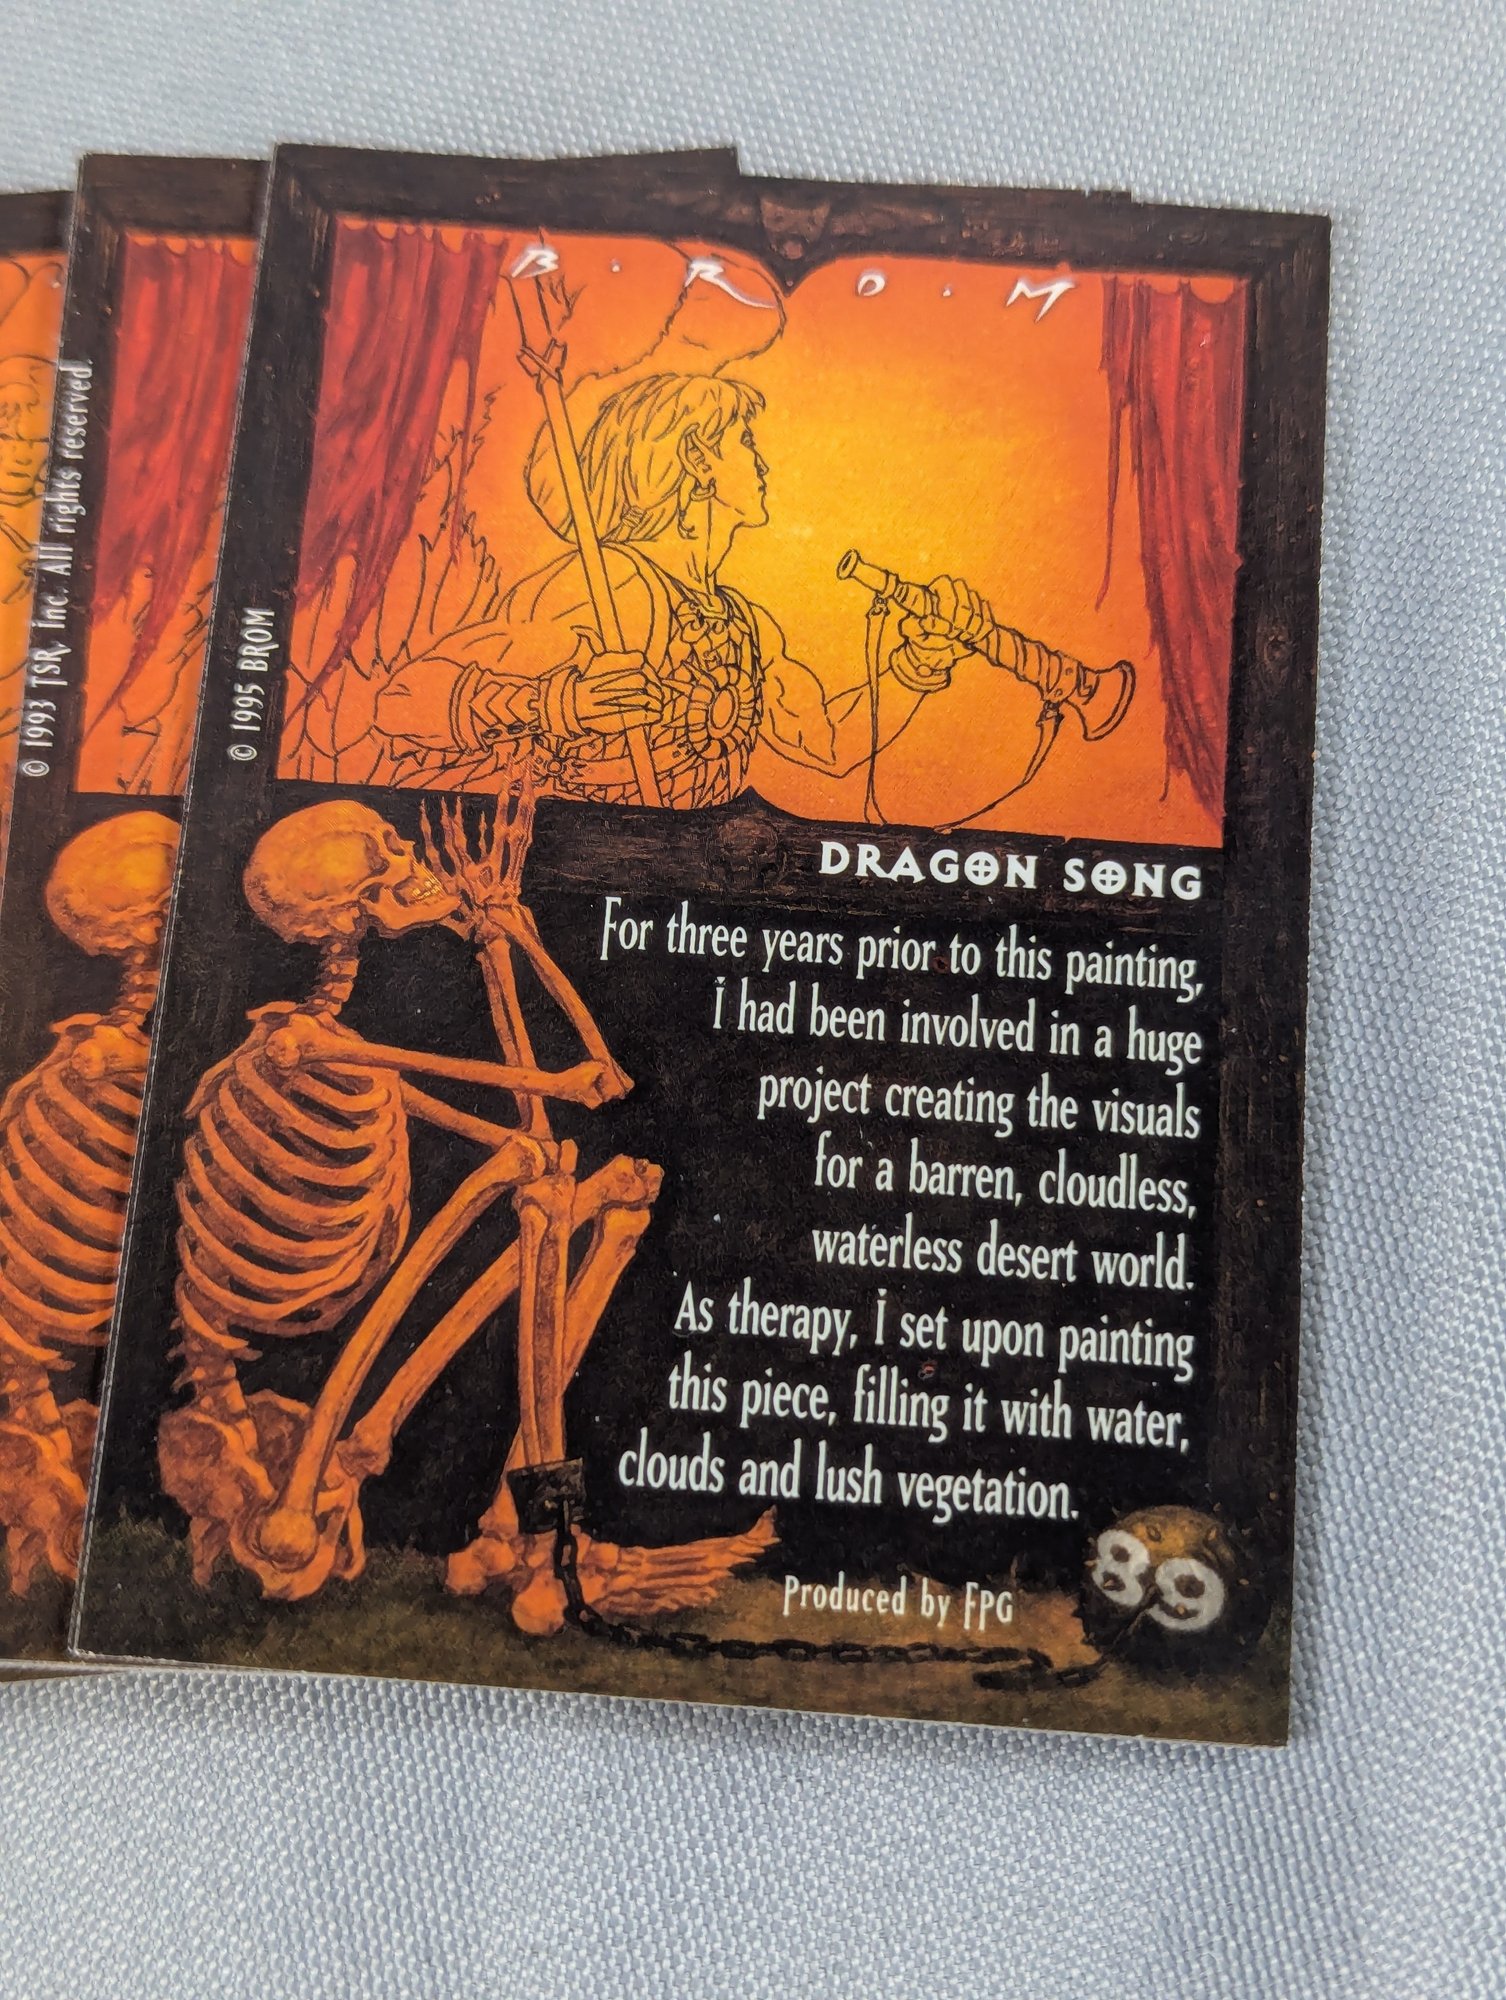 B·R·O·M
© 1993 TSR, Inc. All rights reserved.
© 1995 BROM
DRAGON SONG
For three years prior to this painting,
I had been involved in a huge
project creating the visuals
for a barren, cloudless,
waterless desert world.
As therapy, I set upon painting
this piece, filling it with water,
clouds and lush vegetation.
Produced by FPG
89